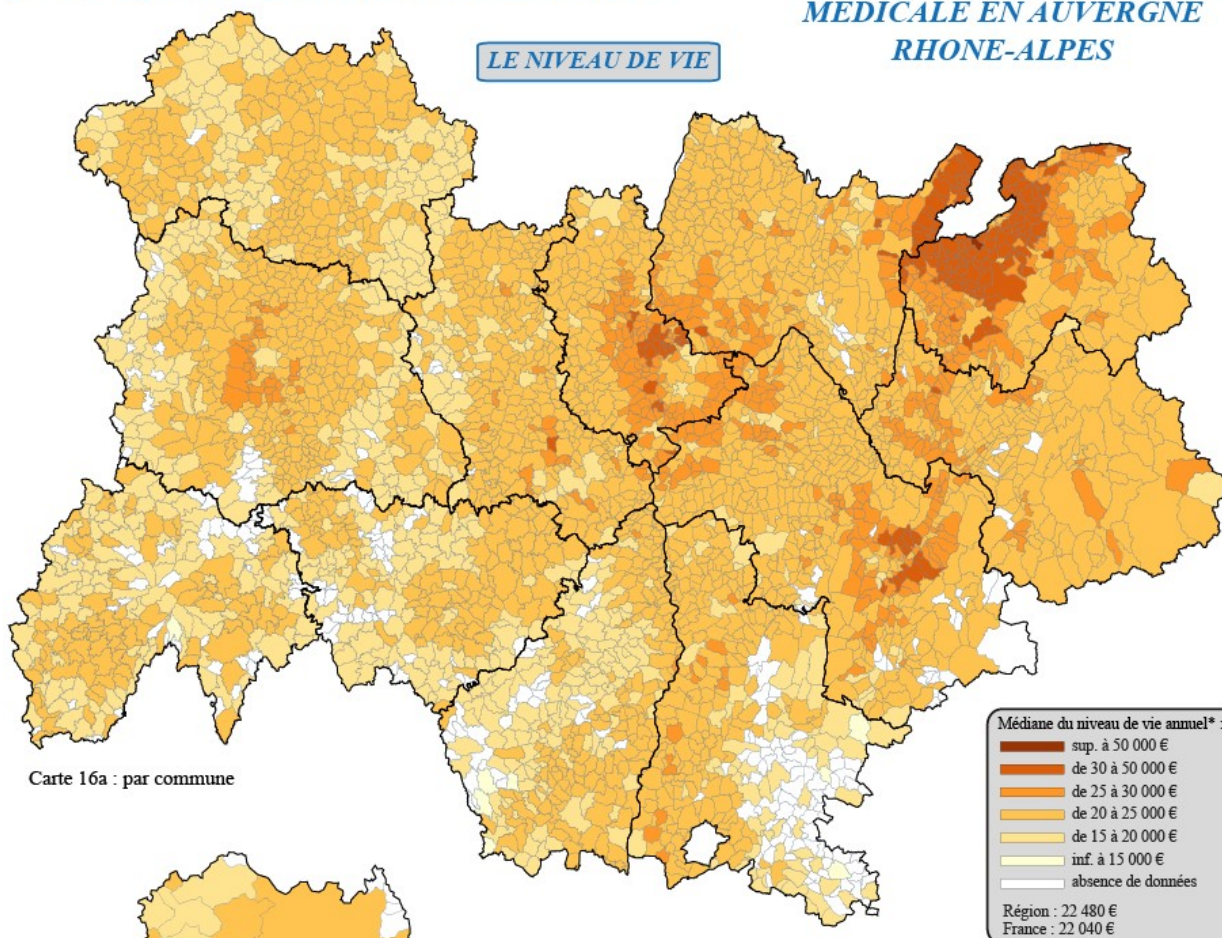 MEDICALE EN AUVERGNE
RHONE-ALPES
LE NIVEAU DE VIE
Carte 16a : par commune
Médiane du niveau de vie annuel* :
sup. à 50 000 €
de 30 à 50 000 €
de 25 à 30 000 €
de 20 à 25 000 €
de 15 à 20 000 €
inf. à 15 000 €
absence de données
Région : 22 480 €
France : 22 040 €